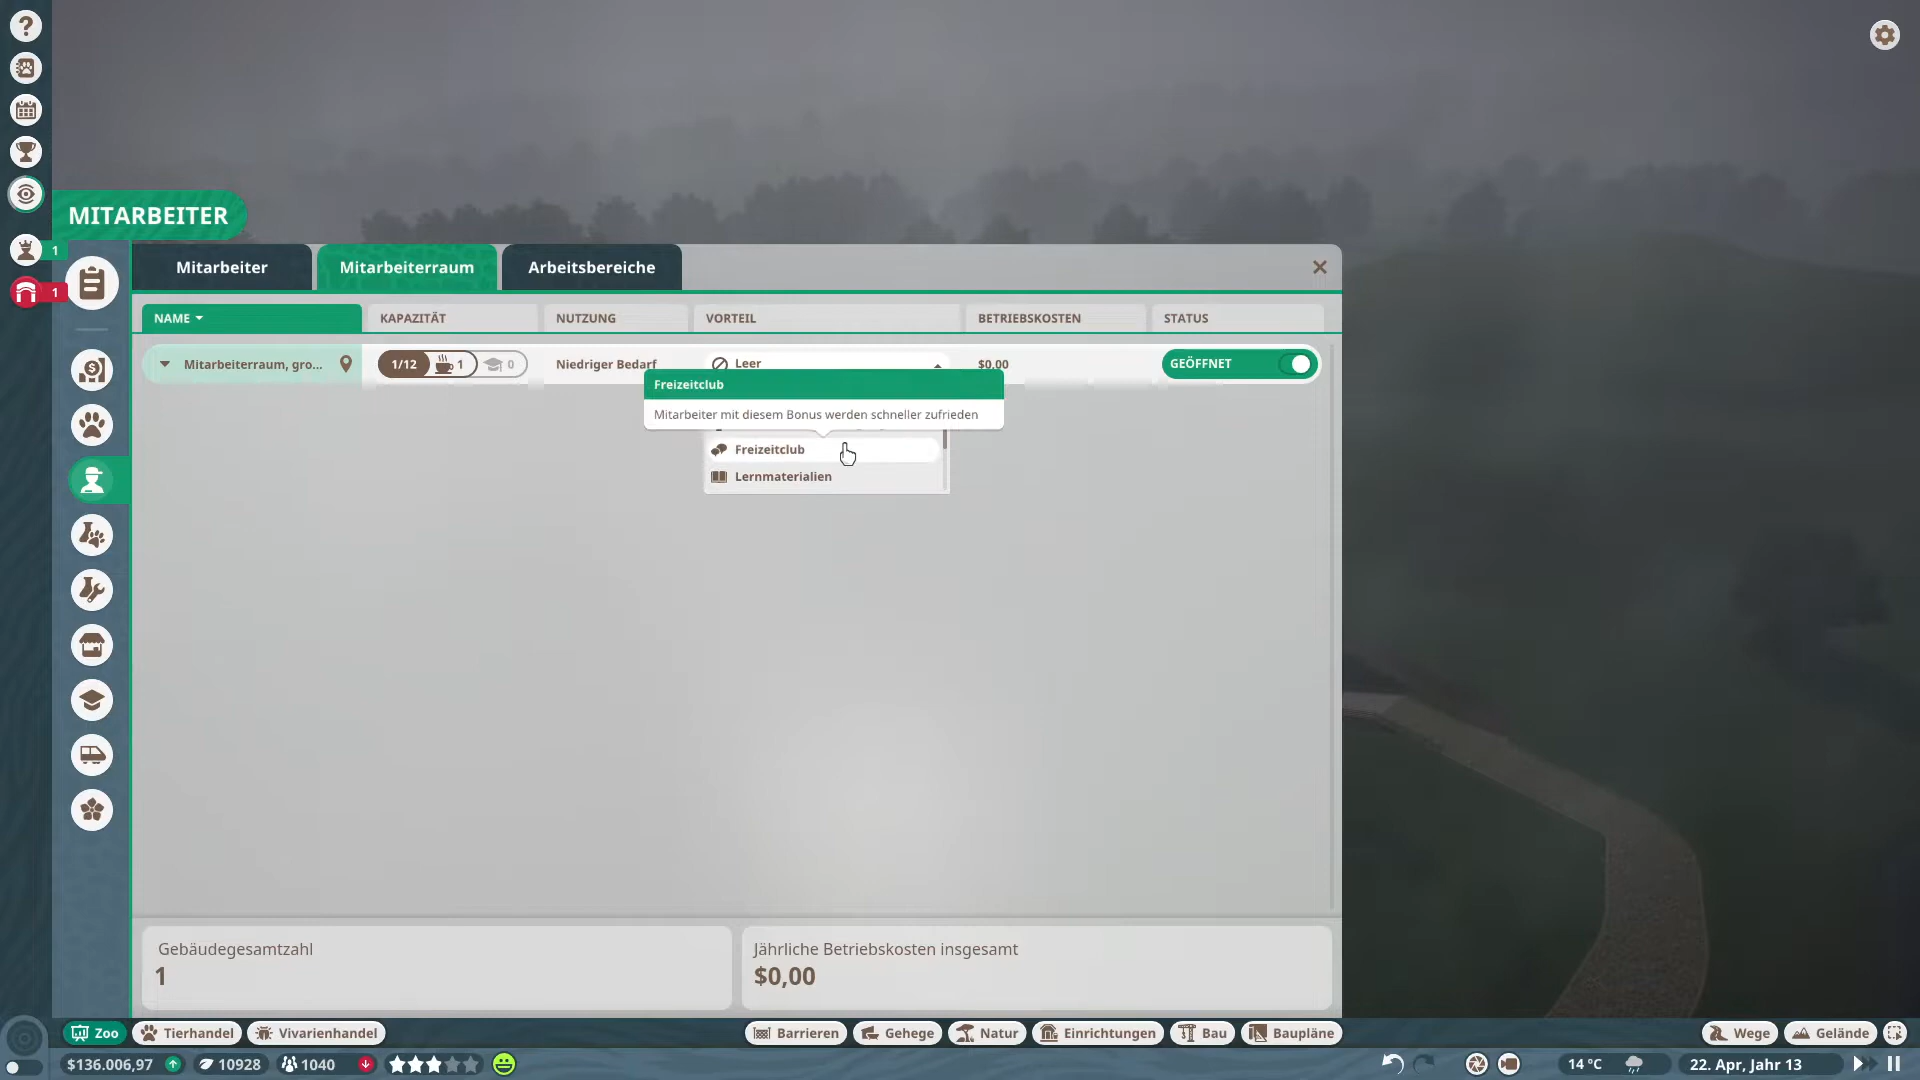 ?
MITARBEITER
1
1
Mitarbeiter
Mitarbeiterraum
Arbeitsbereiche
NAME
KAPAZITÄT
NUTZUNG
VORTEIL
BETRIEBSKOSTEN
STATUS
Mitarbeiterraum, gro...
1/12
1
0
Niedriger Bedarf
Leer
$0,00
GEÖFFNET
Freizeitclub
Mitarbeiter mit diesem Bonus werden schneller zufrieden
Freizeitclub
Lernmaterialien
Gebäudegesamtzahl
1
Jährliche Betriebskosten insgesamt
$0,00
Zoo
Tierhandel
Vivarienhandel
Barrieren
Gehege
Natur
Einrichtungen
Bau
Baupläne
Wege
Gelände
$136.006,97
10928
1040
14 °C
22. Apr, Jahr 13